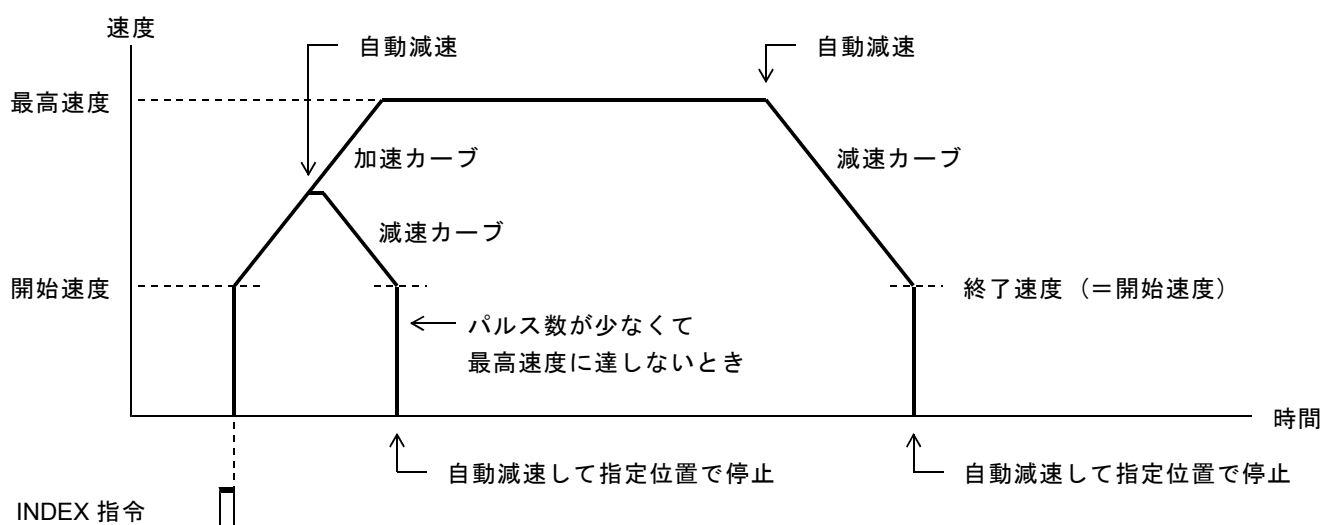 速度
自動減速
自動減速
最高速度
加速カーブ
減速カーブ
減速カーブ
開始速度
終了速度（＝開始速度）
パルス数が少なくて
最高速度に達しないとき
時間
自動減速して指定位置で停止
自動減速して指定位置で停止
INDEX 指令